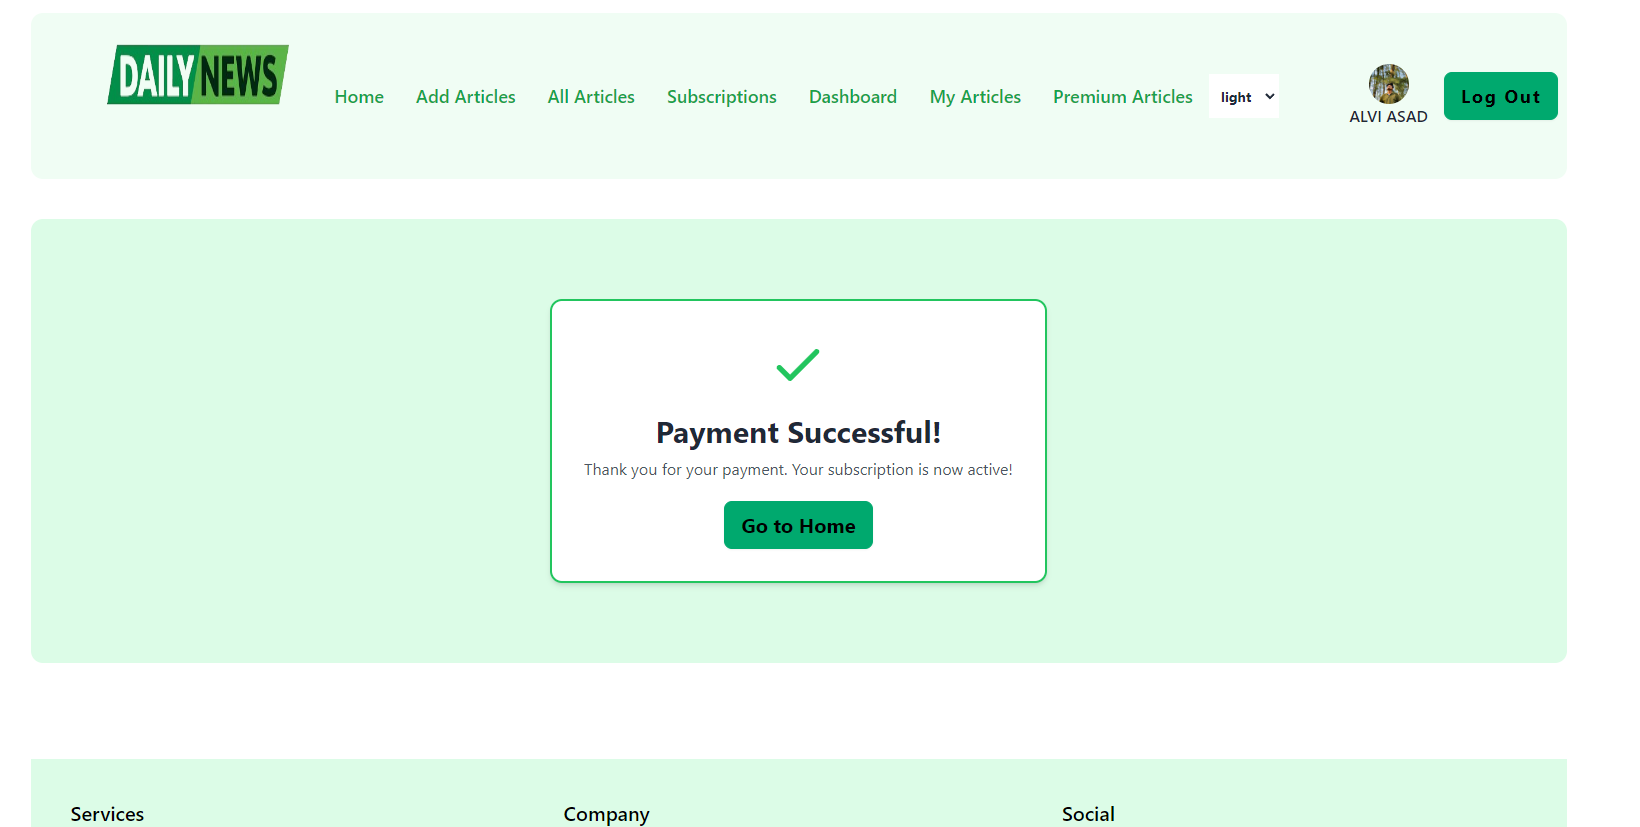 DAILY NEWS
Home Add Articles All Articles Subscriptions Dashboard My Articles Premium Articles light ALVI ASAD Log Out
Payment Successful!
Thank you for your payment. Your subscription is now active!
Go to Home
Services Company Social